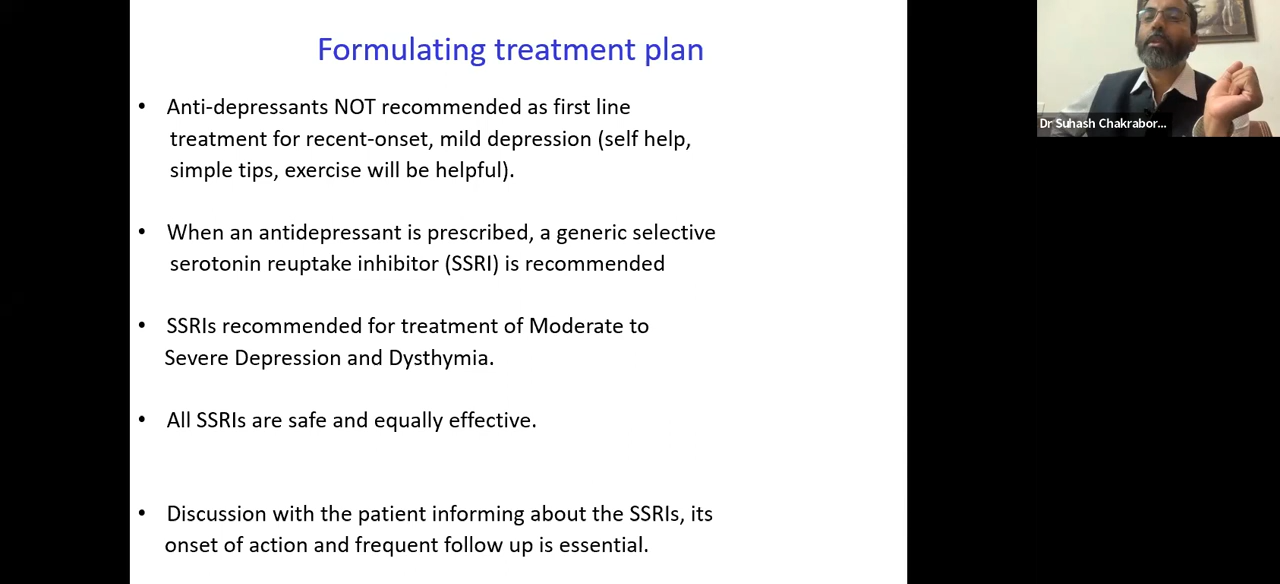 Formulating treatment plan
• Anti-depressants NOT recommended as first line
treatment for recent-onset, mild depression (self help,
simple tips, exercise will be helpful).
• When an antidepressant is prescribed, a generic selective
serotonin reuptake inhibitor (SSRI) is recommended
• SSRIs recommended for treatment of Moderate to
Severe Depression and Dysthymia.
• All SSRIs are safe and equally effective.
• Discussion with the patient informing about the SSRIs, its
onset of action and frequent follow up is essential.
Dr Suhash Chakrabor...